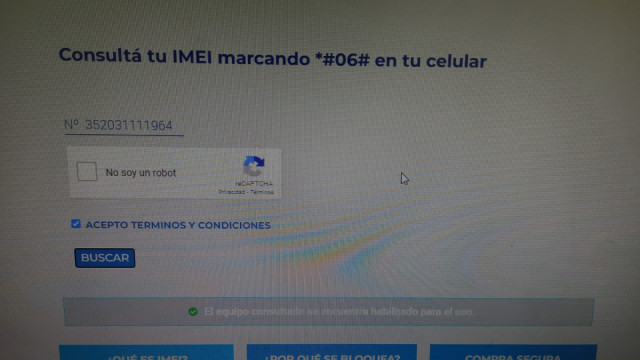 Consultá tu IMEI marcando *#06# en tu celular
Nº 352031111964
No soy un robot
reCAPTCHA
Privacidad - Términos
ACEPTO TERMINOS Y CONDICIONES
BUSCAR
El equipo consultado se encuentra habilitado para el uso.
¿QUÉ ES IMEI? ¿POR QUÉ SE BLOQUEA? COMPRA SEGURA